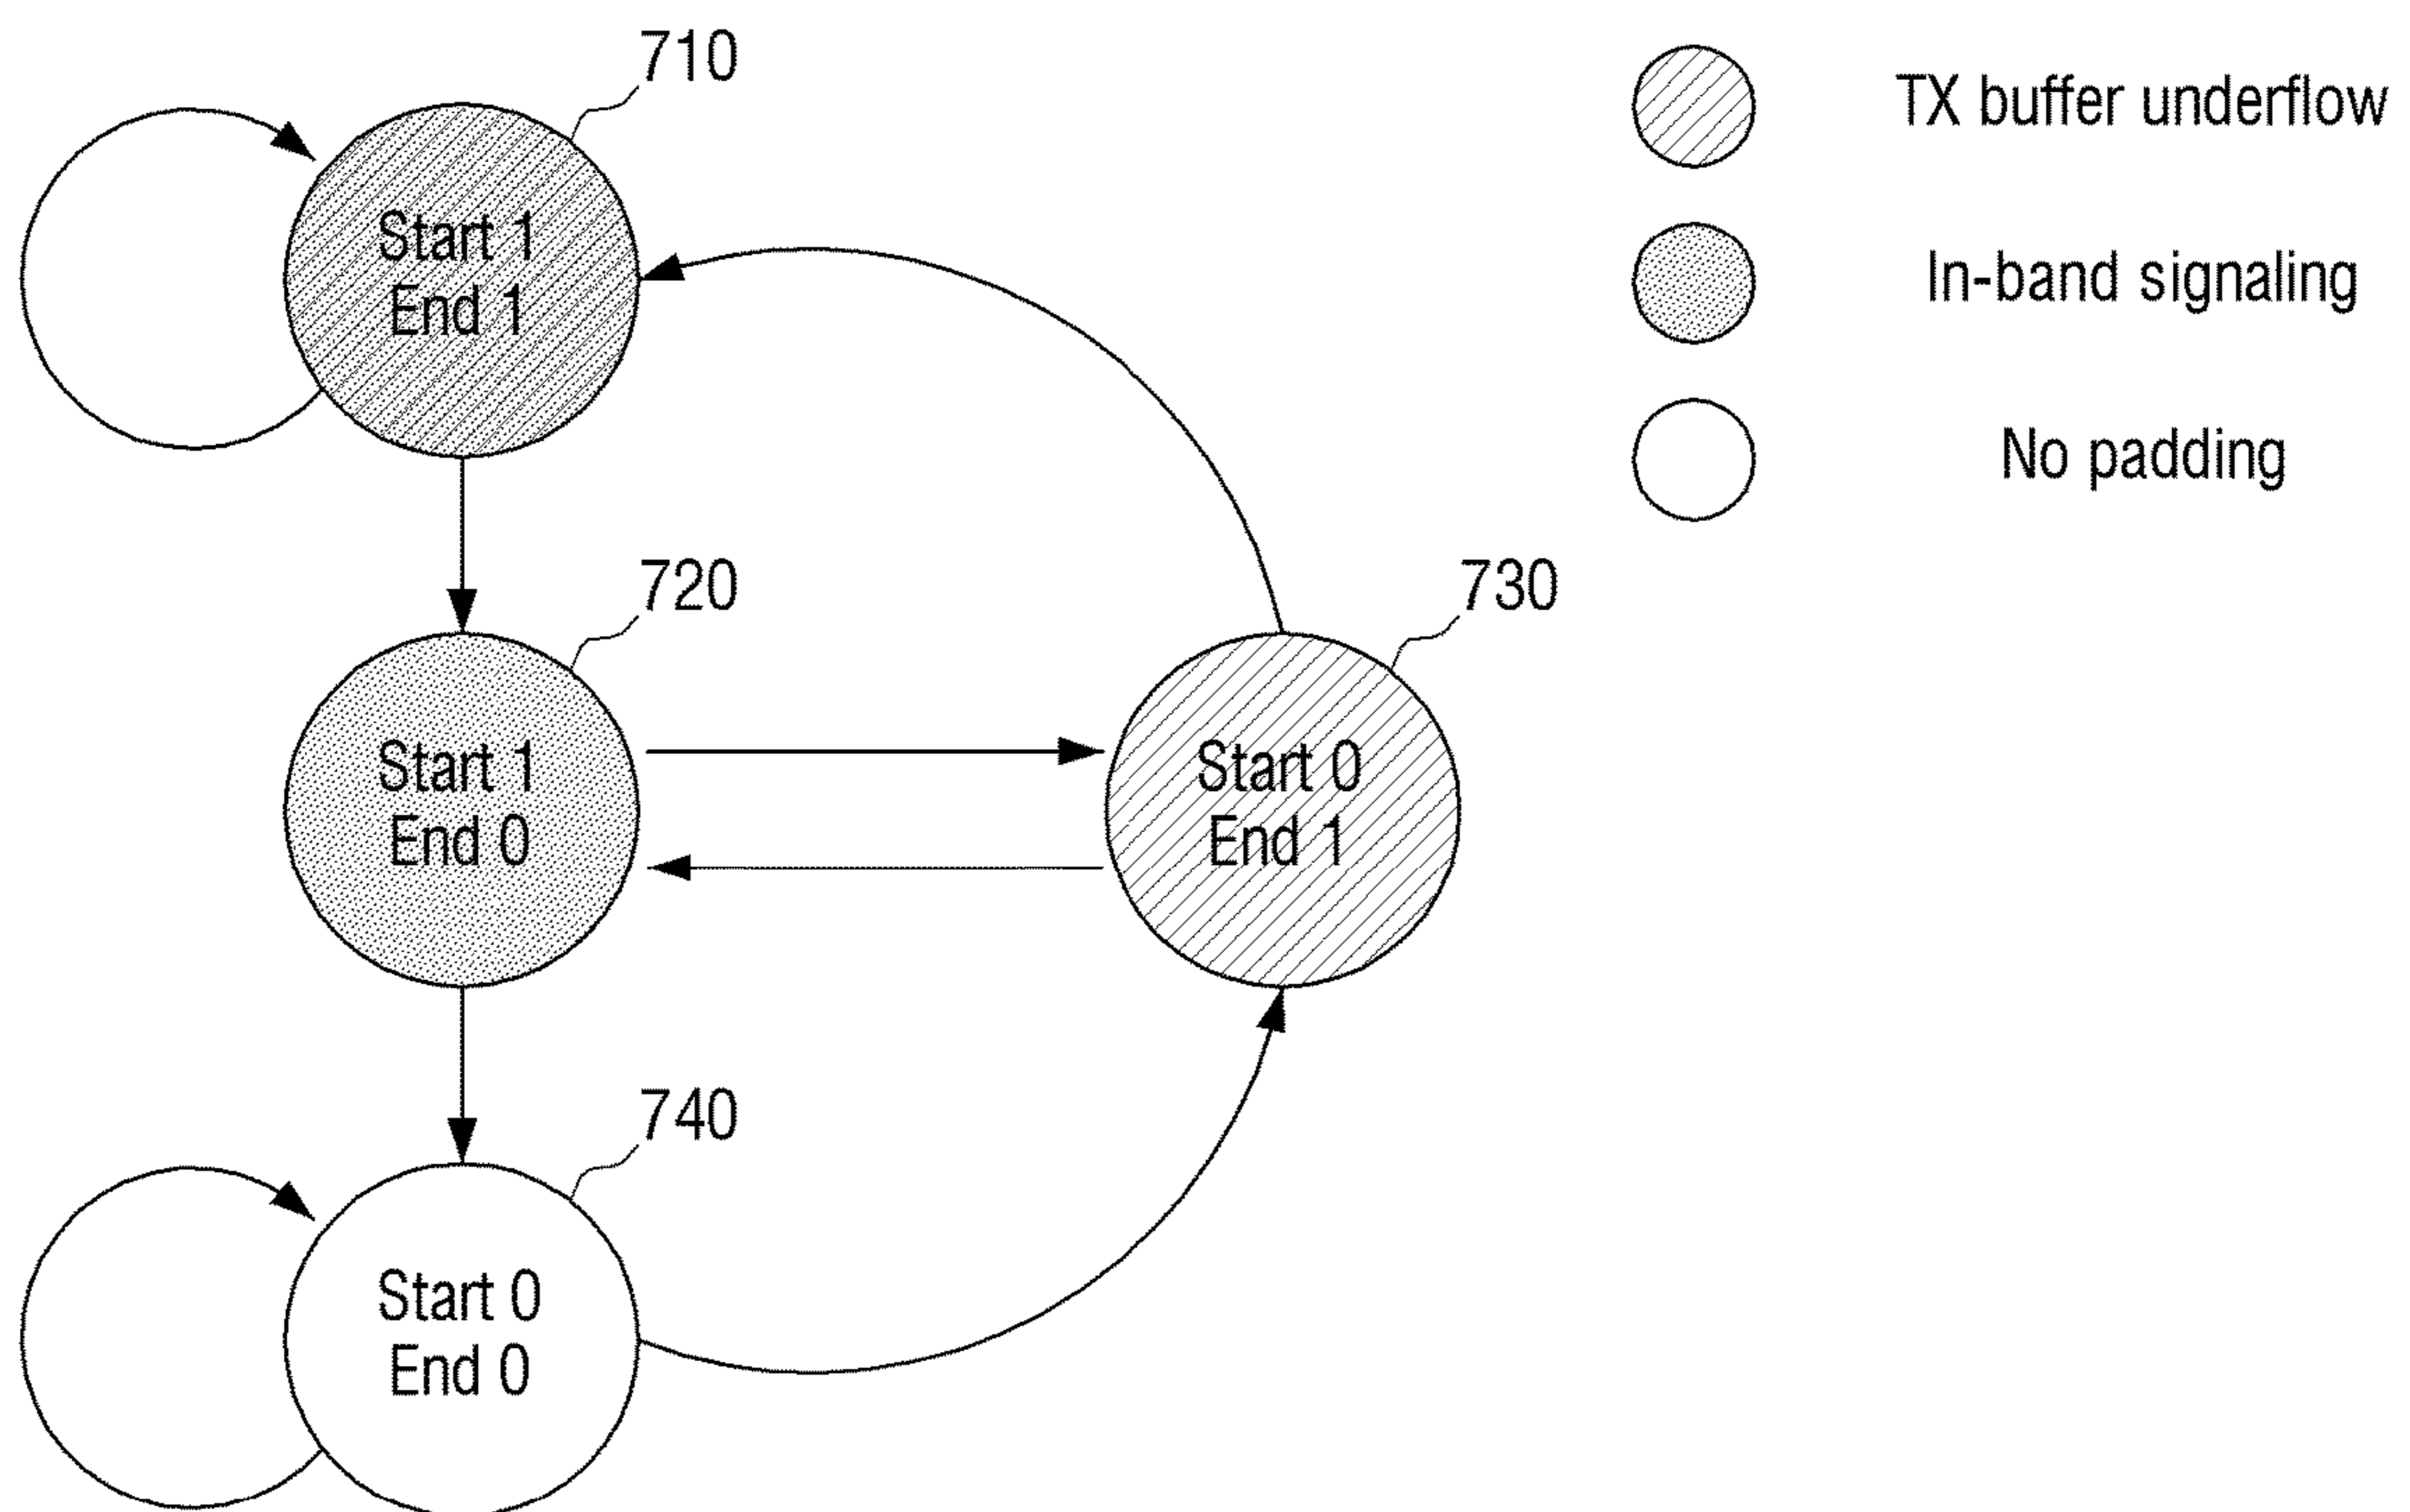 710
Start 1
End 1
720
Start 1
End 0
730
Start 0
End 1
740
Start 0
End 0
TX buffer underflow
In-band signaling
No padding